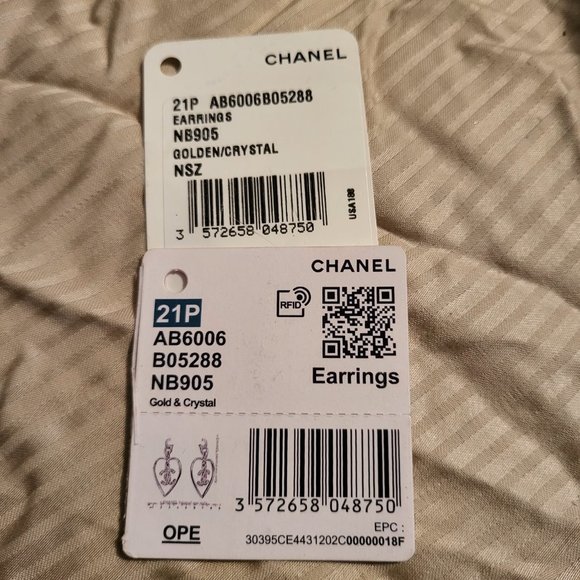 CHANEL
21P AB6006B05288
EARRINGS
NB905
GOLDEN/CRYSTAL
NSZ
USA188
3 572658 048750
CHANEL
21P
RFID
AB6006
B05288
NB905
Earrings
Gold & Crystal
3 572658 048750
OPE
EPC :
30395CE4431202C00000018F